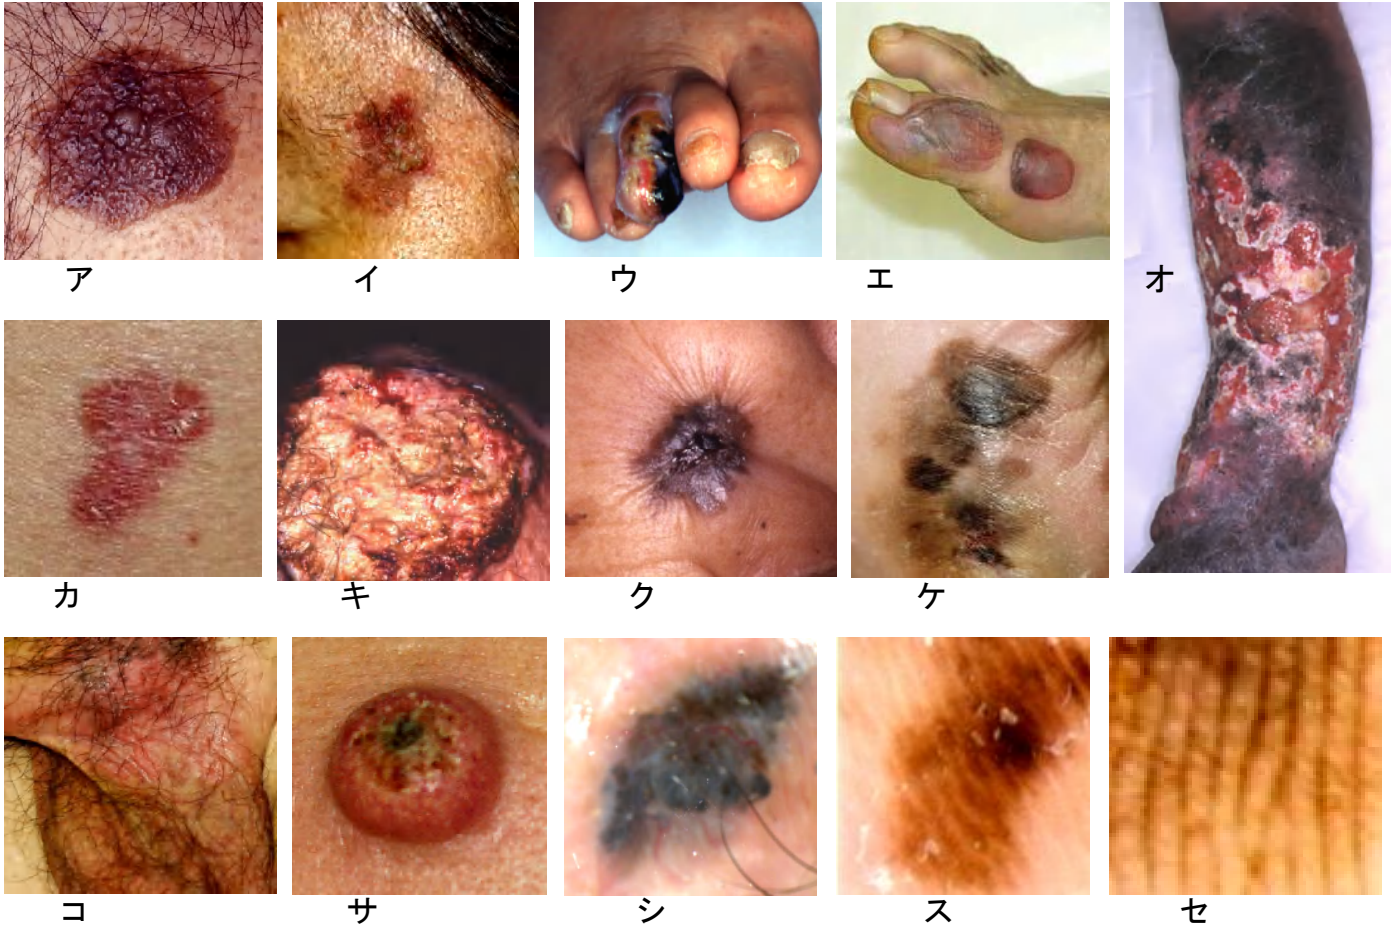 ア イ ウ エ オ
カ キ ク ケ
コ サ シ ス セ